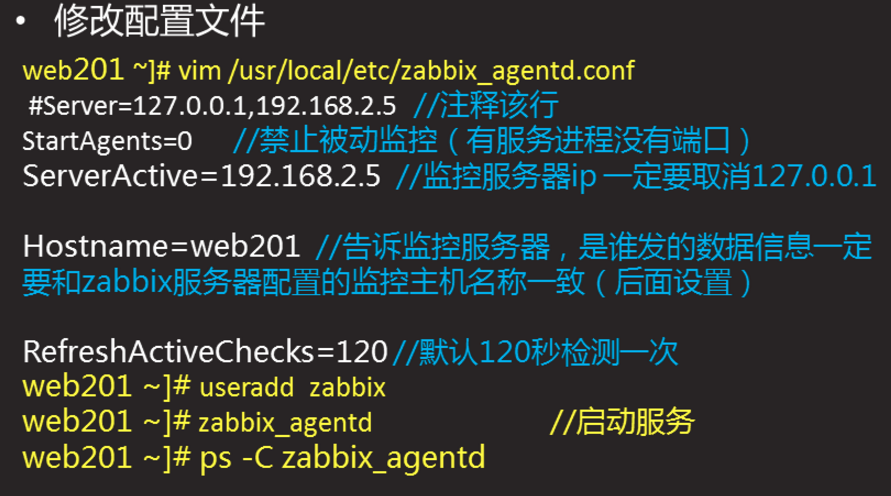 • 修改配置文件
web201 ~]# vim /usr/local/etc/zabbix_agentd.conf
#Server=127.0.0.1,192.168.2.5 //注释该行
StartAgents=0 //禁止被动监控（有服务进程没有端口）
ServerActive=192.168.2.5 //监控服务器ip 一定要取消127.0.0.1
Hostname=web201 //告诉监控服务器，是谁发的数据信息一定
要和zabbix服务器配置的监控主机名称一致（后面设置）
RefreshActiveChecks=120 //默认120秒检测一次
web201 ~]# useradd zabbix
web201 ~]# zabbix_agentd //启动服务
web201 ~]# ps -C zabbix_agentd